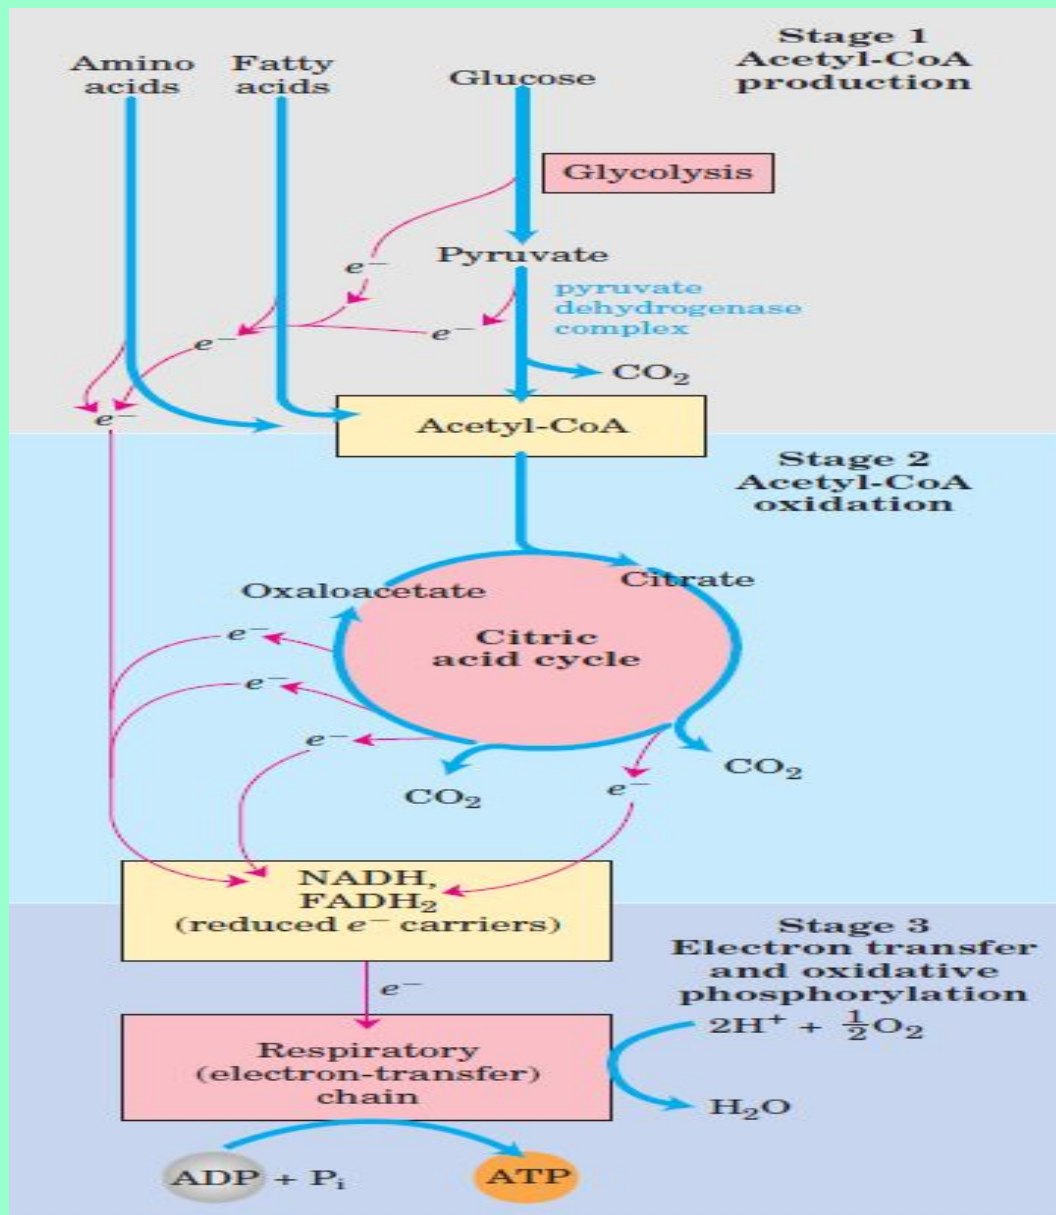 Stage 1
Acetyl-CoA
production
Amino
acids
Fatty
acids
Glucose
Glycolysis
Pyruvate
e⁻
pyruvate
dehydrogenase
complex
e⁻
e⁻
CO₂
e⁻
Acetyl-CoA
Stage 2
Acetyl-CoA
oxidation
Oxaloacetate
Citrate
Citric
acid cycle
e⁻
e⁻
e⁻
CO₂
e⁻
CO₂
NADH,
FADH₂
(reduced e⁻ carriers)
Stage 3
Electron transfer
and oxidative
phosphorylation
e⁻
2H⁺ + ½O₂
Respiratory
(electron-transfer)
chain
H₂O
ADP + Pᵢ
ATP